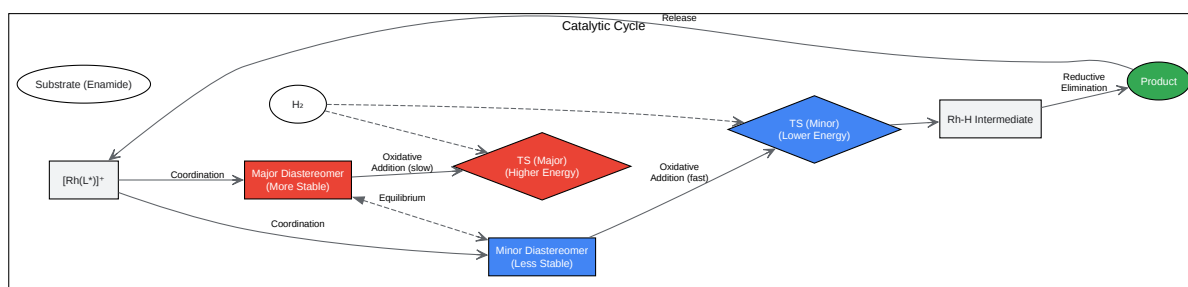 Release
Catalytic Cycle
Substrate (Enamide)
H₂
Reductive
Elimination
Product
TS (Minor)
(Lower Energy)
Rh-H Intermediate
Oxidative
Addition (slow)
TS (Major)
(Higher Energy)
[Rh(L*)]⁺
Coordination
Major Diastereomer
(More Stable)
Oxidative
Addition (fast)
Equilibrium
Coordination
Minor Diastereomer
(Less Stable)